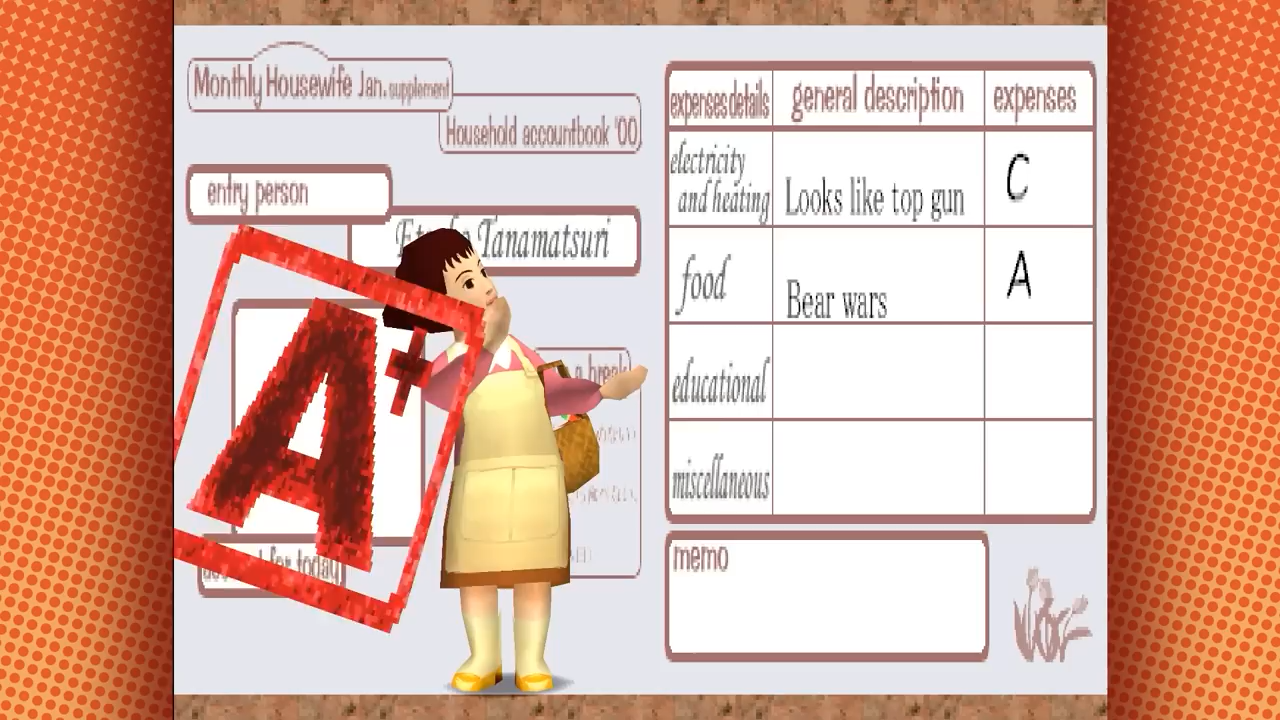 Monthly Housewife Jan. supplement
Household accountbook '00
entry person
Tanamatsuri
A+
a break
for today
expenses details general description expenses
electricity and heating Looks like top gun C
food Bear wars A
educational
miscellaneous
memo